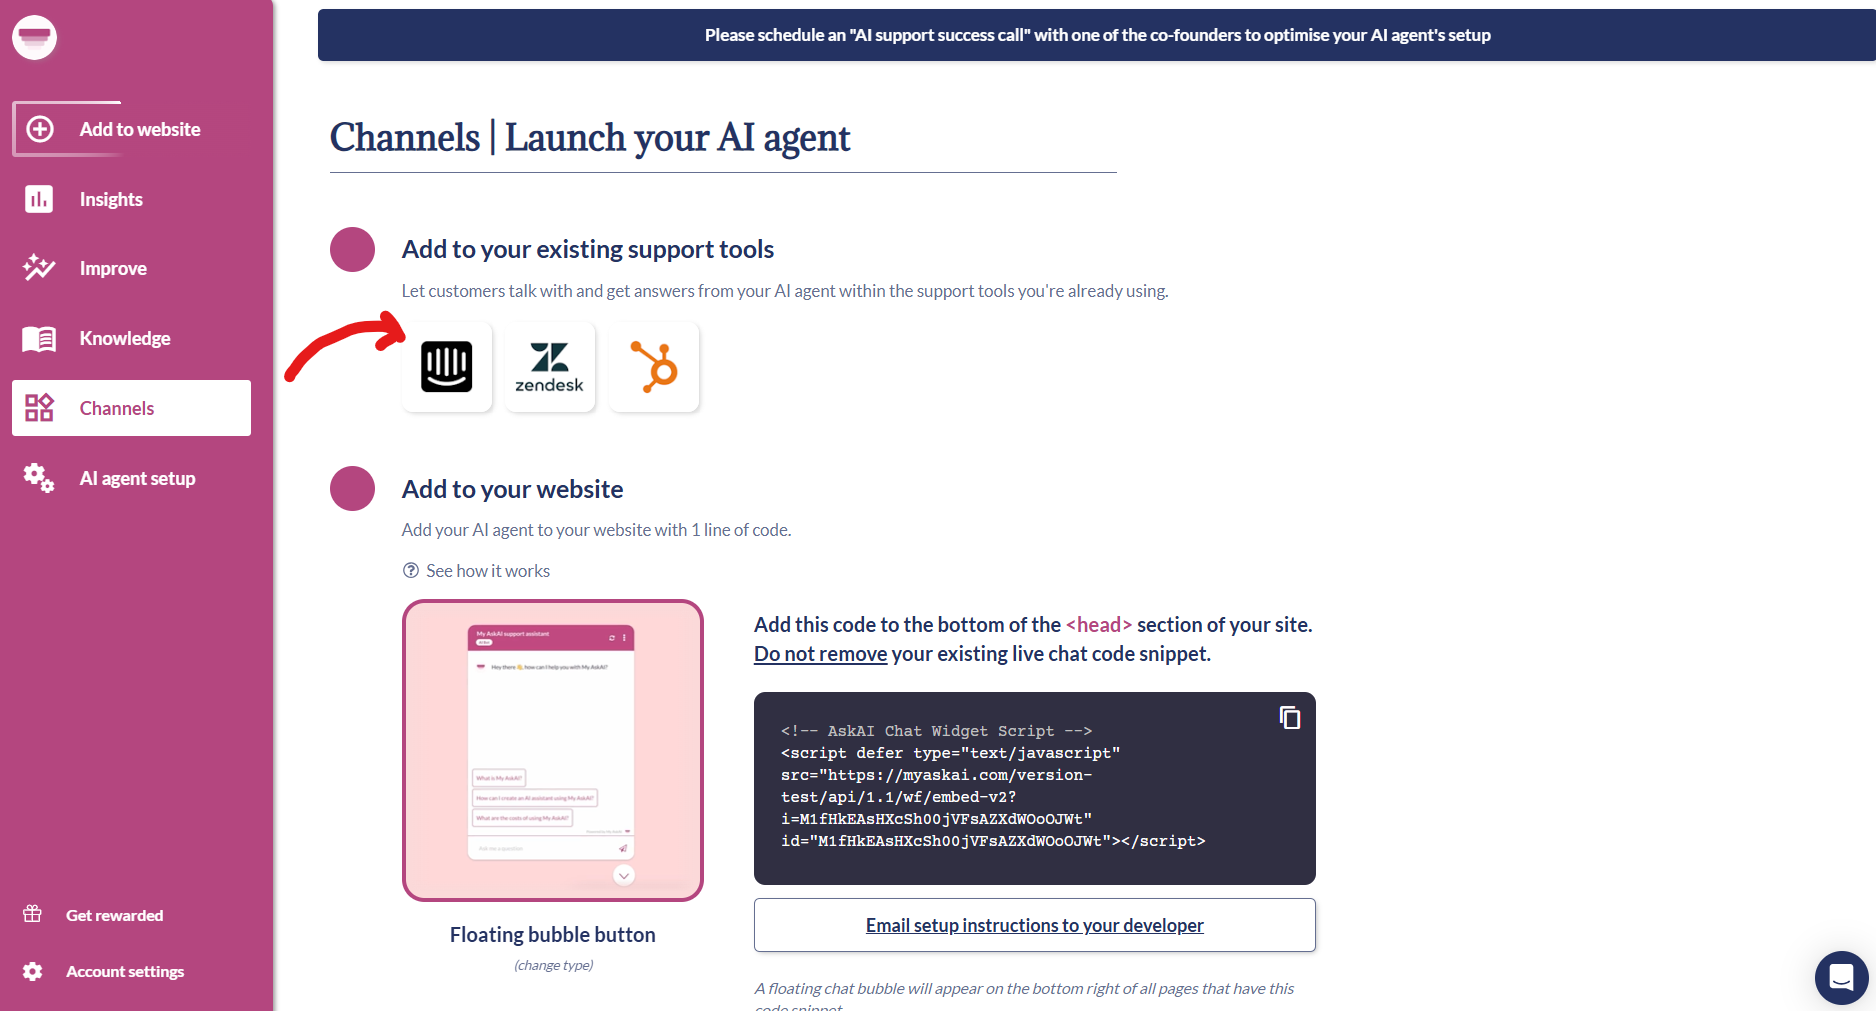 Please schedule an "AI support success call" with one of the co-founders to optimise your AI agent's setup
Add to website
Insights
Improve
Knowledge
Channels
AI agent setup
Get rewarded
Account settings
Channels | Launch your AI agent
Add to your existing support tools
Let customers talk with and get answers from your AI agent within the support tools you're already using.
zendesk
Add to your website
Add your AI agent to your website with 1 line of code.
See how it works
My AskAI support assistant
Hey there 👋, how can I help you with My AskAI?
What is My AskAI?
How can I create an AI assistant using My AskAI?
What are the costs of using My AskAI?
Ask me a question
Floating bubble button
(change type)
Add this code to the bottom of the <head> section of your site.
Do not remove your existing live chat code snippet.
<!-- AskAI Chat Widget Script -->
<script defer type="text/javascript"
src="https://myaskai.com/version-
test/api/1.1/wf/embed-v2?
i=M1fHkEAsHXcSh00jVFsAZXdWOoOJWt"
id="M1fHkEAsHXcSh00jVFsAZXdWOoOJWt"></script>
Email setup instructions to your developer
A floating chat bubble will appear on the bottom right of all pages that have this
code snippet